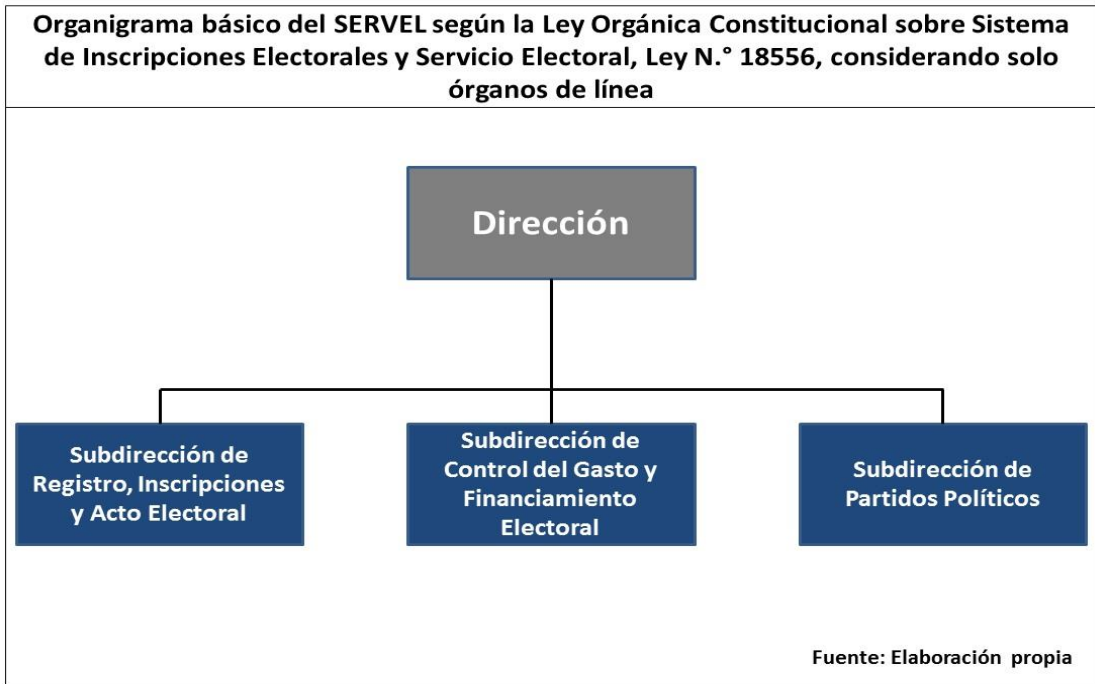 Organigrama básico del SERVEL según la Ley Orgánica Constitucional sobre Sistema
de Inscripciones Electorales y Servicio Electoral, Ley N.° 18556, considerando solo
órganos de línea
Dirección
Subdirección de
Registro, Inscripciones
y Acto Electoral
Subdirección de
Control del Gasto y
Financiamiento
Electoral
Subdirección de
Partidos Políticos
Fuente: Elaboración propia